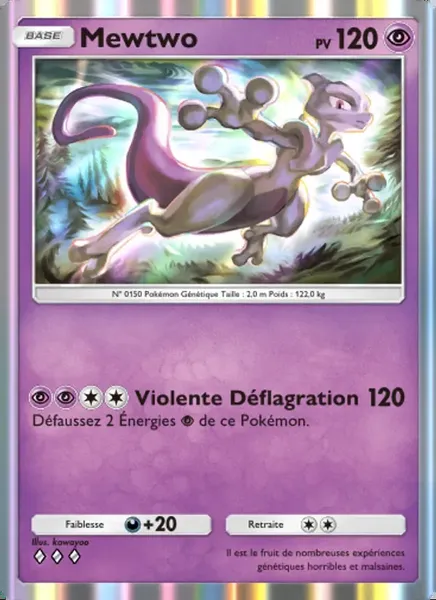 BASE Mewtwo PV 120
N° 0150 Pokémon Génétique Taille : 2,0 m Poids : 122,0 kg
Violente Déflagration 120
Défaussez 2 Énergies de ce Pokémon.
Faiblesse +20 Retraite
Illus. kawayoo
Il est le fruit de nombreuses expériences
génétiques horribles et malsaines.